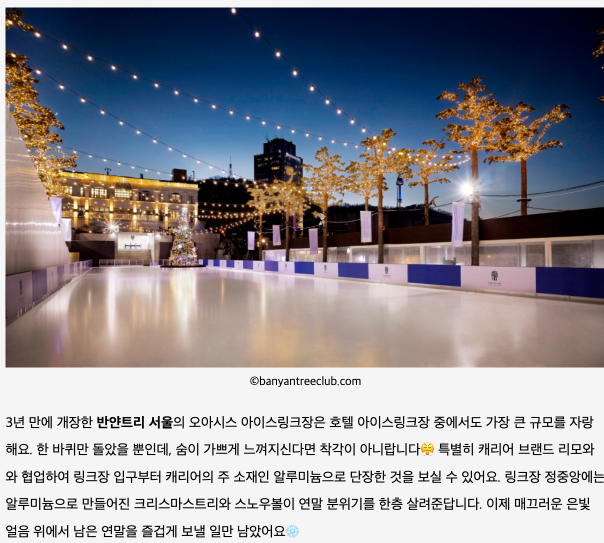 ©banyantreeclub.com
3년 만에 개장한 반얀트리 서울의 오아시스 아이스링크장은 호텔 아이스링크장 중에서도 가장 큰 규모를 자랑
해요. 한 바퀴만 돌았을 뿐인데, 숨이 가쁘게 느껴지신다면 착각이 아니랍니다🤗 특별히 캐리어 브랜드 리모와
와 협업하여 링크장 입구부터 캐리어의 주 소재인 알루미늄으로 단장한 것을 보실 수 있어요. 링크장 정중앙에는
알루미늄으로 만들어진 크리스마스트리와 스노우볼이 연말 분위기를 한층 살려준답니다. 이제 매끄러운 은빛
얼음 위에서 남은 연말을 즐겁게 보낼 일만 남았어요❄️